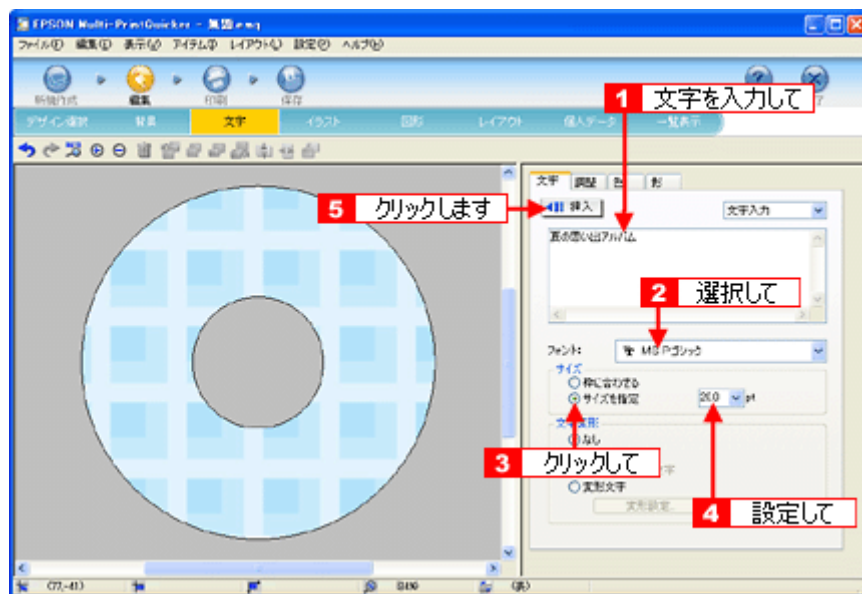 EPSON Multi-PrintQuicker - 無題.emq
ファイル(F) 編集(E) 表示(V) アイテム(I) レイアウト(L) 設定(P) ヘルプ(H)
新規作成 編集 印刷 保存
1 文字を入力して
デザイン選択 背景 文字 イラスト 図形 レイアウト 個人データ 一覧表示
文字 調整 色 形
5 クリックします
挿入
文字入力
夏の思い出アルバム
2 選択して
フォント: MS Pゴシック
サイズ
枠に合わせる
サイズを指定 20.0 pt
なし
3 クリックして
変形文字
変形設定...
4 設定して
(77,-41)
(表)